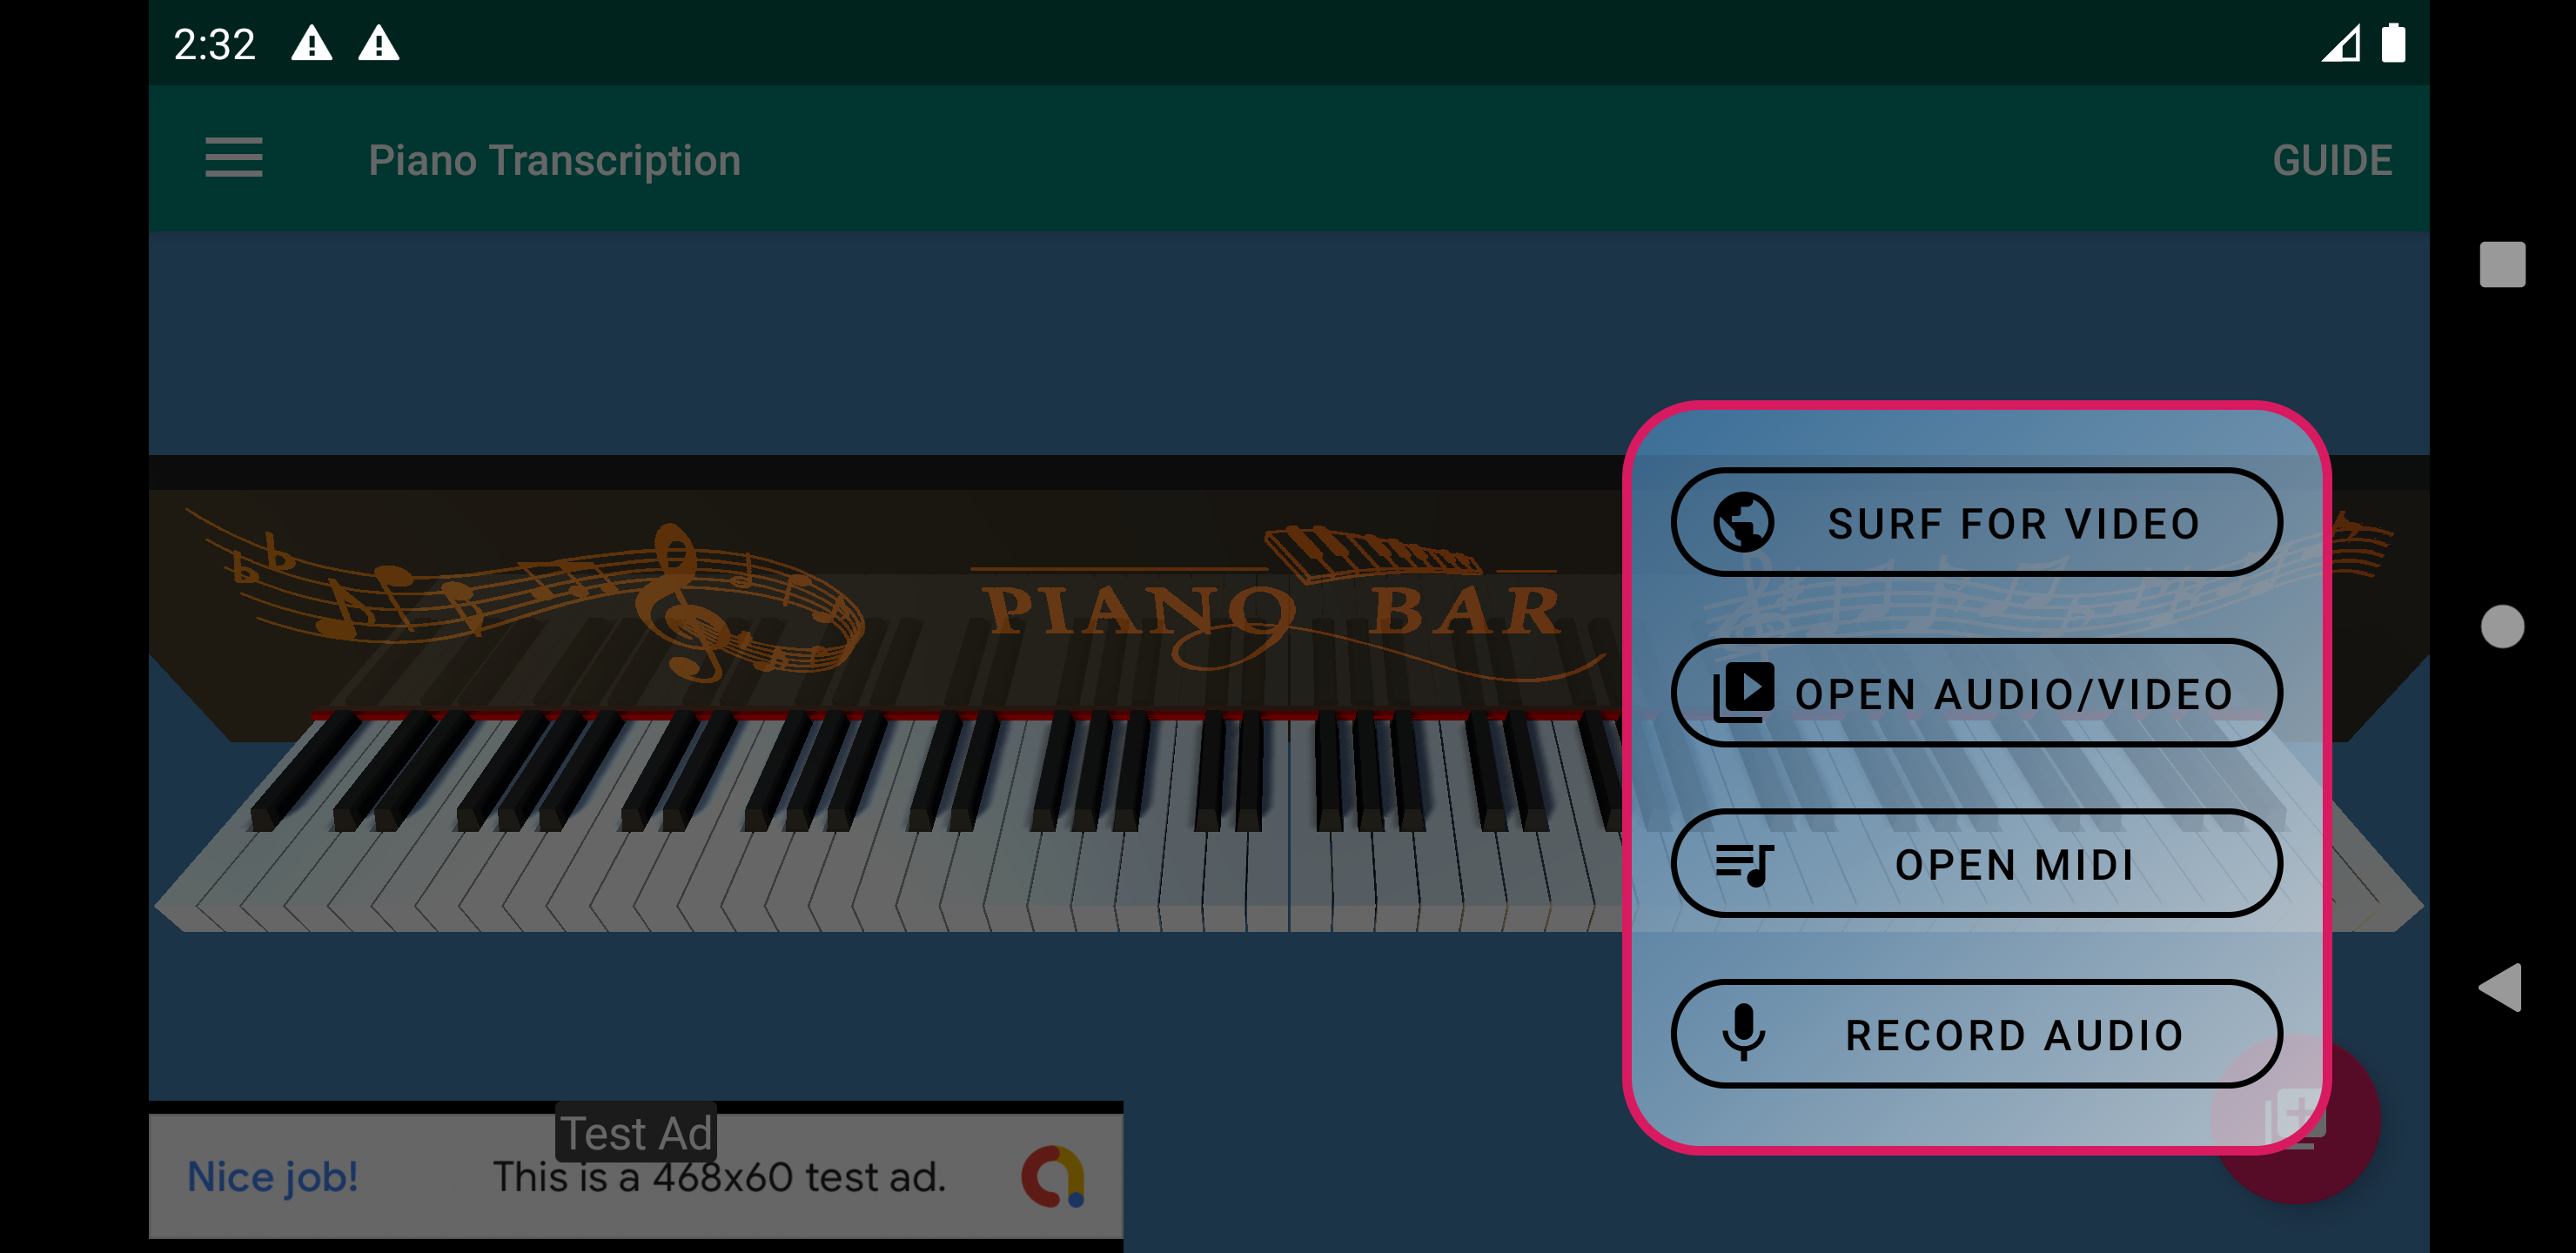 2:32
Piano Transcription
GUIDE
PIANO BAR
SURF FOR VIDEO
OPEN AUDIO/VIDEO
OPEN MIDI
RECORD AUDIO
Test Ad
Nice job!
This is a 468x60 test ad.